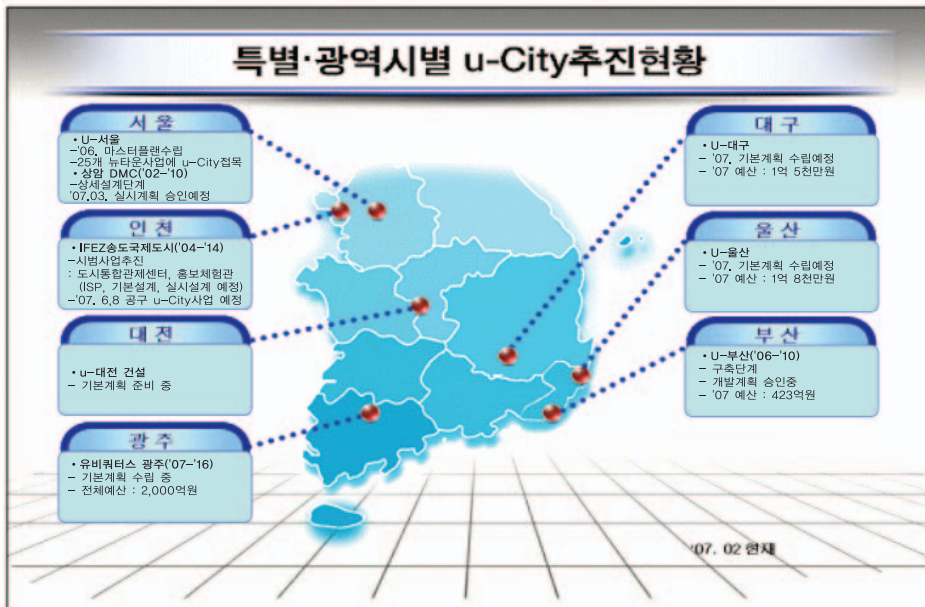 특별·광역시별 u-City추진현황
서 울
• U-서울
-'06. 마스터플랜수립
-25개 뉴타운사업에 u-City접목
• 상암 DMC('02-'10)
-상세설계단계
'07.03. 실시계획 승인예정
인 천
• IFEZ송도국제도시('04-'14)
-시범사업추진
: 도시통합관제센터, 홍보체험관
(ISP, 기본설계, 실시설계 예정)
-'07. 6,8 공구 u-City사업 예정
대 전
• u-대전 건설
- 기본계획 준비 중
광 주
• 유비쿼터스 광주('07-'16)
- 기본계획 수립 중
- 전체예산 : 2,000억원
대 구
• U-대구
- '07. 기본계획 수립예정
- '07 예산 : 1억 5천만원
울 산
• U-울산
- '07. 기본계획 수립예정
- '07 예산 : 1억 8천만원
부 산
• U-부산('06-'10)
- 구축단계
- 개발계획 승인중
- '07 예산 : 423억원
'07. 02 현재